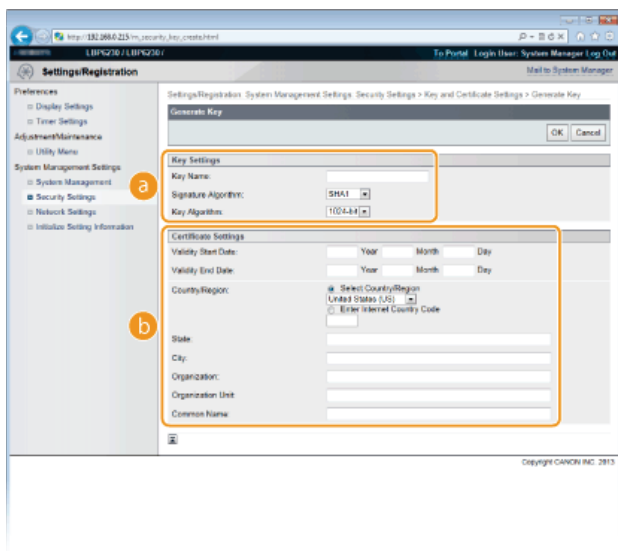 http://192.168.0.215/m_security_key_create.html
LBP6230 / LBP6230 /
To Portal Login User: System Manager Log Out
Settings/Registration
Mail to System Manager
Preferences
Display Settings
Timer Settings
Adjustment/Maintenance
Utility Menu
System Management Settings
System Management
Security Settings
Network Settings
Initialize Setting Information
Settings/Registration: System Management Settings: Security Settings > Key and Certificate Settings > Generate Key
Generate Key
OK Cancel
a
Key Settings
Key Name:
Signature Algorithm: SHA1
Key Algorithm: 1024-bit
b
Certificate Settings
Validity Start Date: Year Month Day
Validity End Date: Year Month Day
Country/Region: Select Country/Region
United States (US)
Enter Internet Country Code
State:
City:
Organization:
Organization Unit:
Common Name:
Copyright CANON INC. 2013